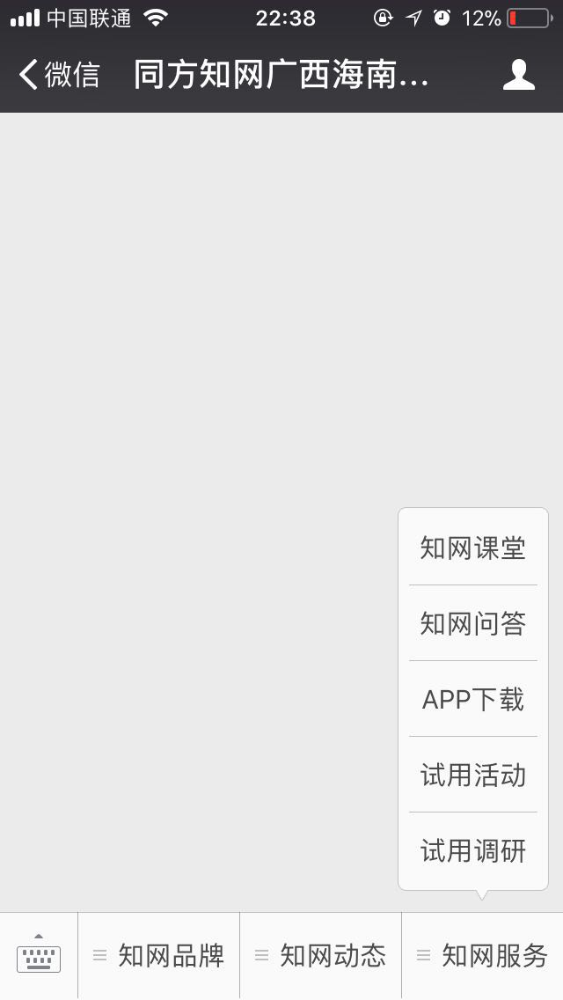 中国联通 22:38 12%
微信 同方知网广西海南...
知网课堂
知网问答
APP下载
试用活动
试用调研
知网品牌 知网动态 知网服务